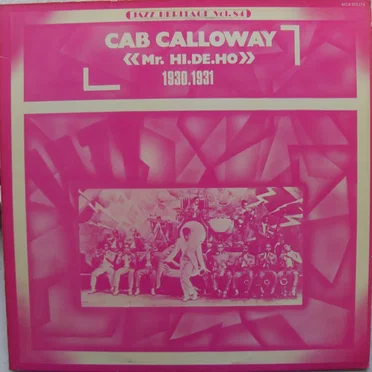 JAZZ HERITAGE Vol. 84
CAB CALLOWAY
«Mr. HI.DE.HO»
1930.1931